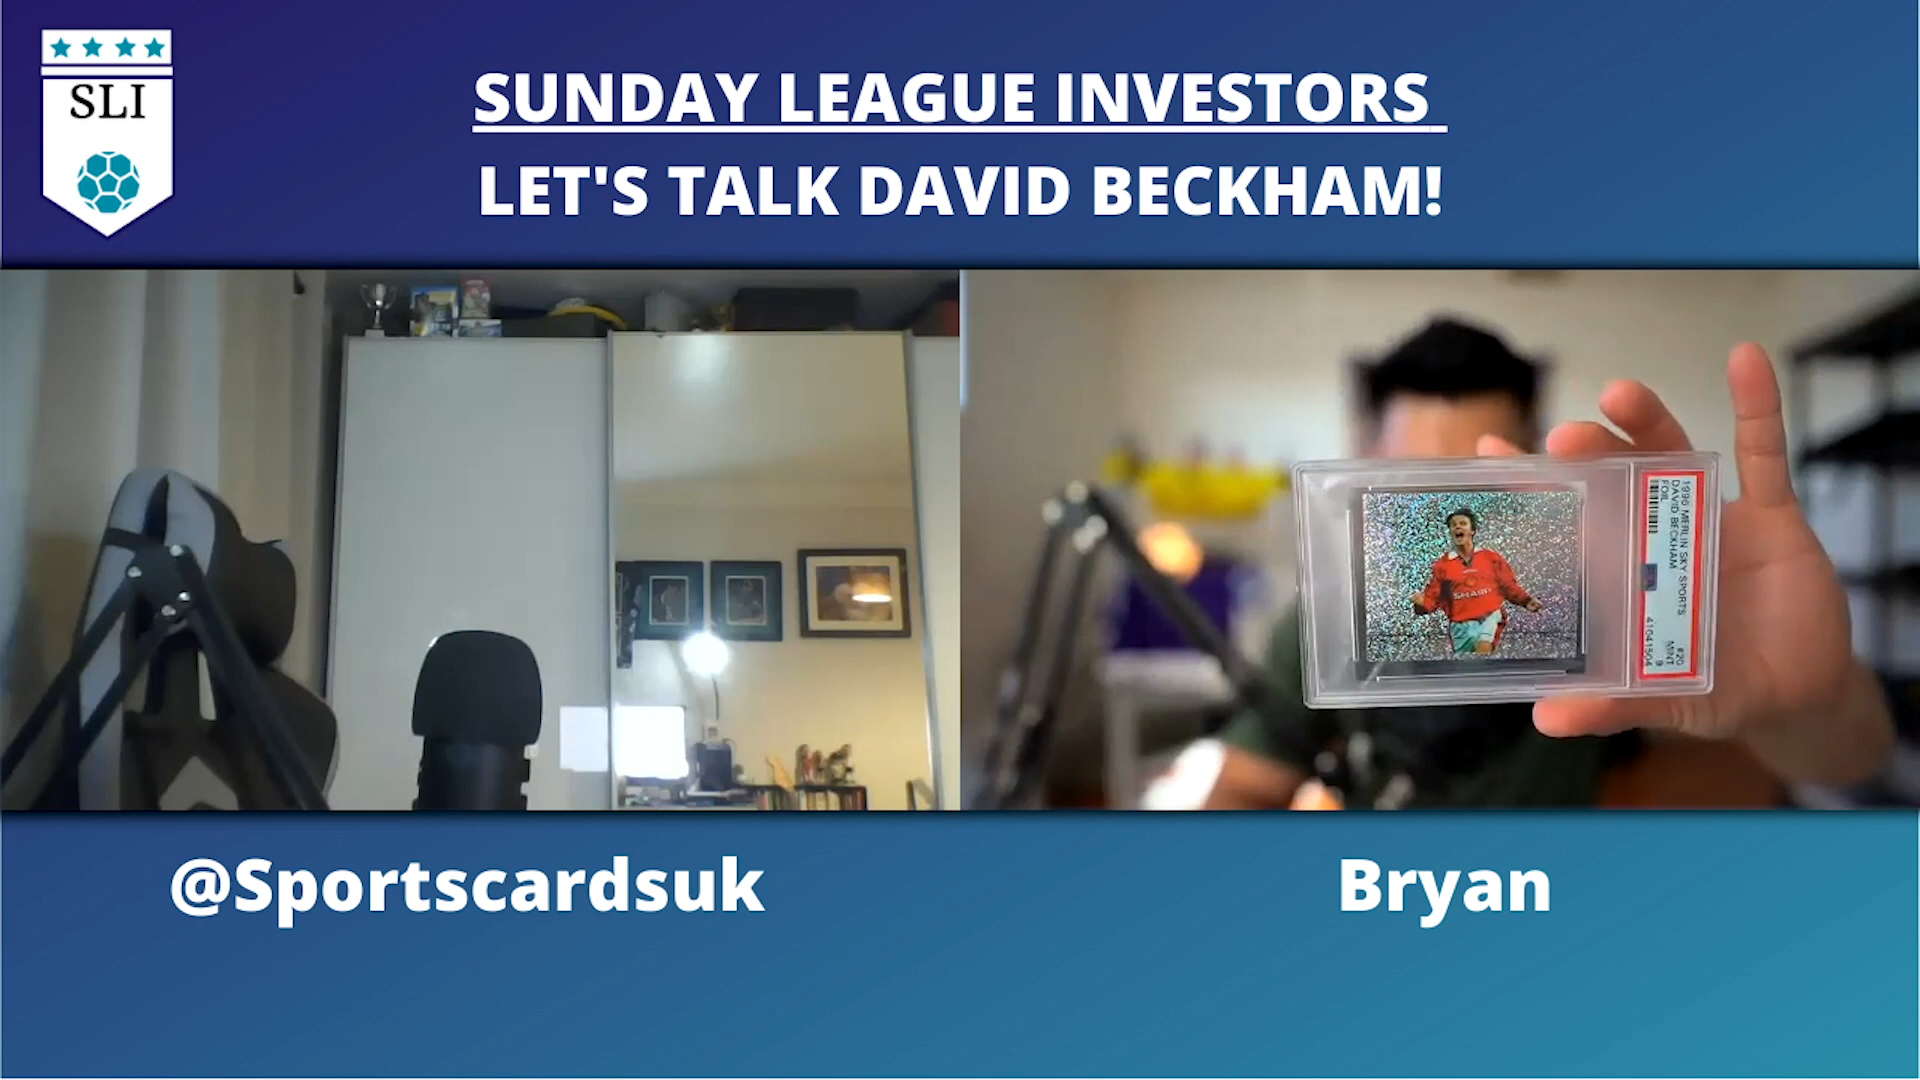 SLI
SUNDAY LEAGUE INVESTORS
LET'S TALK DAVID BECKHAM!
SHARP
1996 MERLIN SKY SPORTS
DAVID BECKHAM
FOIL
#20
MINT
9
41041504
@Sportscardsuk
Bryan